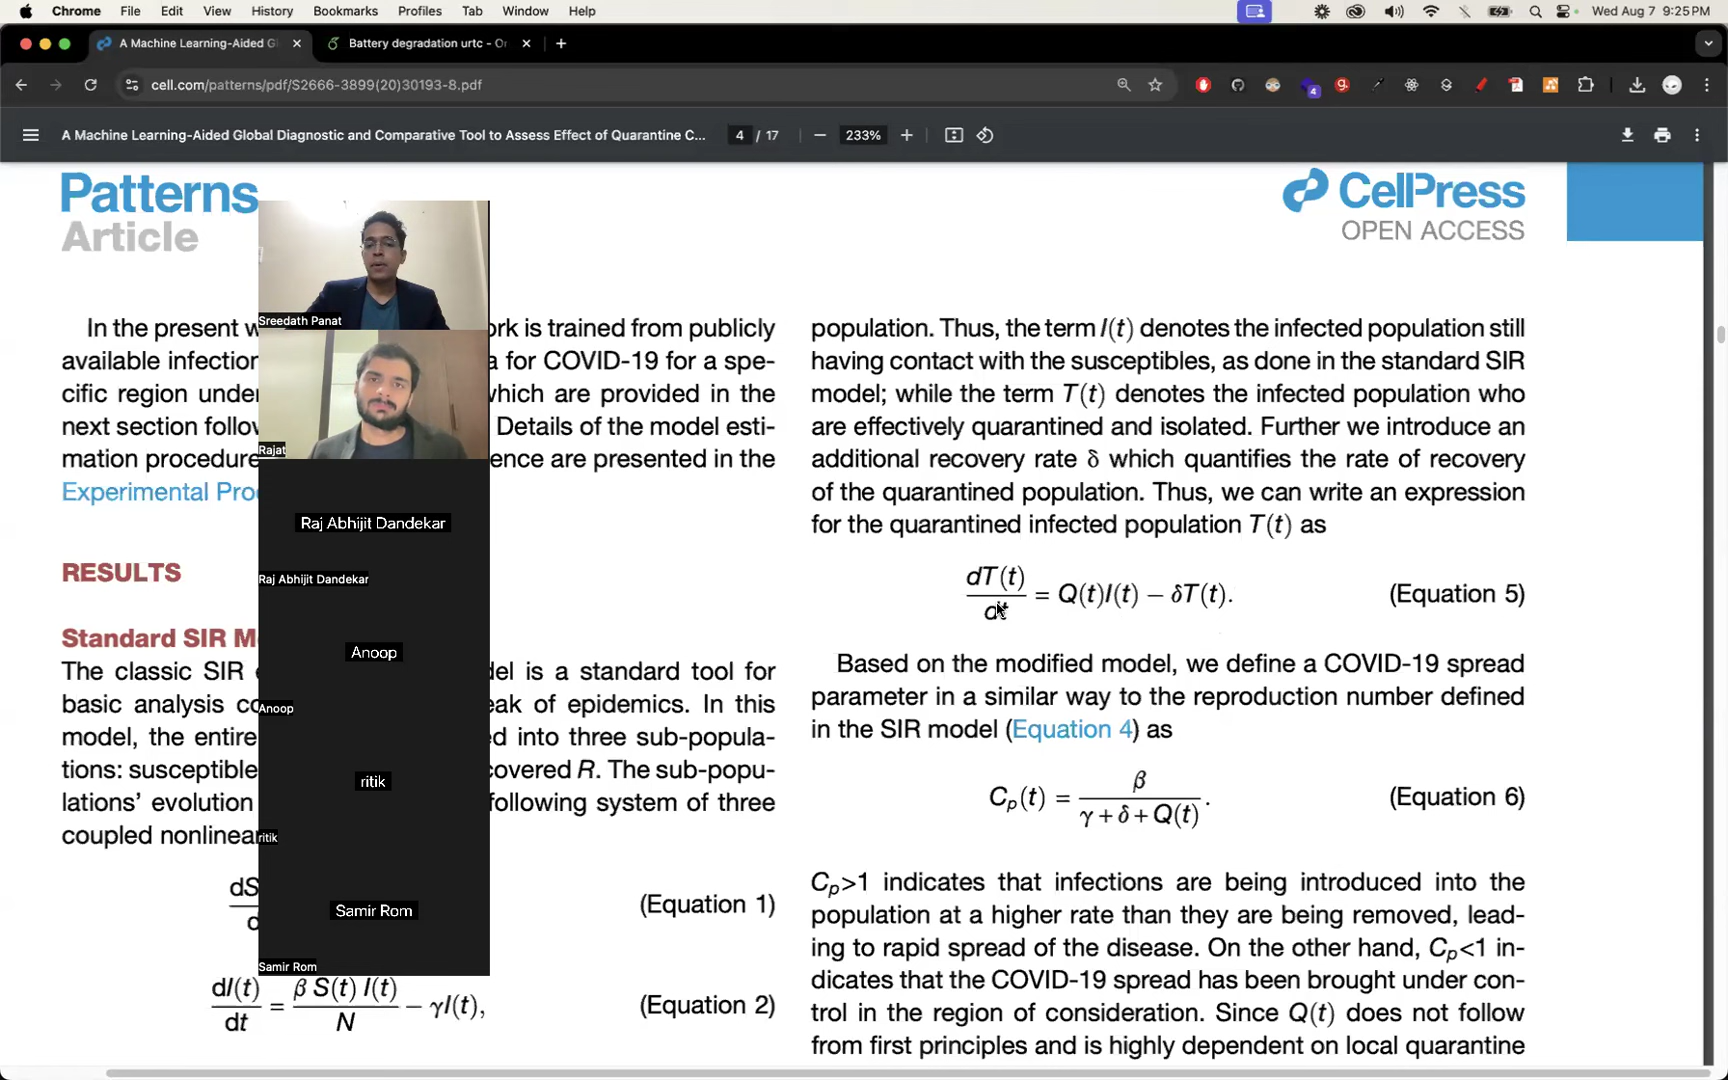 Chrome File Edit View History Bookmarks Profiles Tab Window Help Wed Aug 7 9:25 PM
A Machine Learning-Aided Gl Battery degradation urtc - O
cell.com/patterns/pdf/S2666-3899(20)30193-8.pdf 4
A Machine Learning-Aided Global Diagnostic and Comparative Tool to Assess Effect of Quarantine C... 4 / 17 233%
Patterns
Article
CellPress
OPEN ACCESS
Sreedath Panat
Rajat
Raj Abhijit Dandekar
Raj Abhijit Dandekar
Anoop
Anoop
ritik
ritik
Samir Rom
Samir Rom
In the present w ork is trained from publicly
available infection a for COVID-19 for a spe-
cific region unde which are provided in the
next section follow Details of the model esti-
mation procedure ence are presented in the
Experimental Pro
RESULTS
Standard SIR M
The classic SIR e del is a standard tool for
basic analysis co eak of epidemics. In this
model, the entire d into three sub-popula-
tions: susceptible covered R. The sub-popu-
lations' evolution following system of three
coupled nonlinea
dS
d (Equation 1)
dI(t)/dt = β S(t) I(t)/N − γI(t), (Equation 2)
population. Thus, the term I(t) denotes the infected population still
having contact with the susceptibles, as done in the standard SIR
model; while the term T(t) denotes the infected population who
are effectively quarantined and isolated. Further we introduce an
additional recovery rate δ which quantifies the rate of recovery
of the quarantined population. Thus, we can write an expression
for the quarantined infected population T(t) as
dT(t)/dt = Q(t)I(t) − δT(t). (Equation 5)
Based on the modified model, we define a COVID-19 spread
parameter in a similar way to the reproduction number defined
in the SIR model (Equation 4) as
Cp(t) = β/γ + δ + Q(t). (Equation 6)
Cp>1 indicates that infections are being introduced into the
population at a higher rate than they are being removed, lead-
ing to rapid spread of the disease. On the other hand, Cp<1 in-
dicates that the COVID-19 spread has been brought under con-
trol in the region of consideration. Since Q(t) does not follow
from first principles and is highly dependent on local quarantine